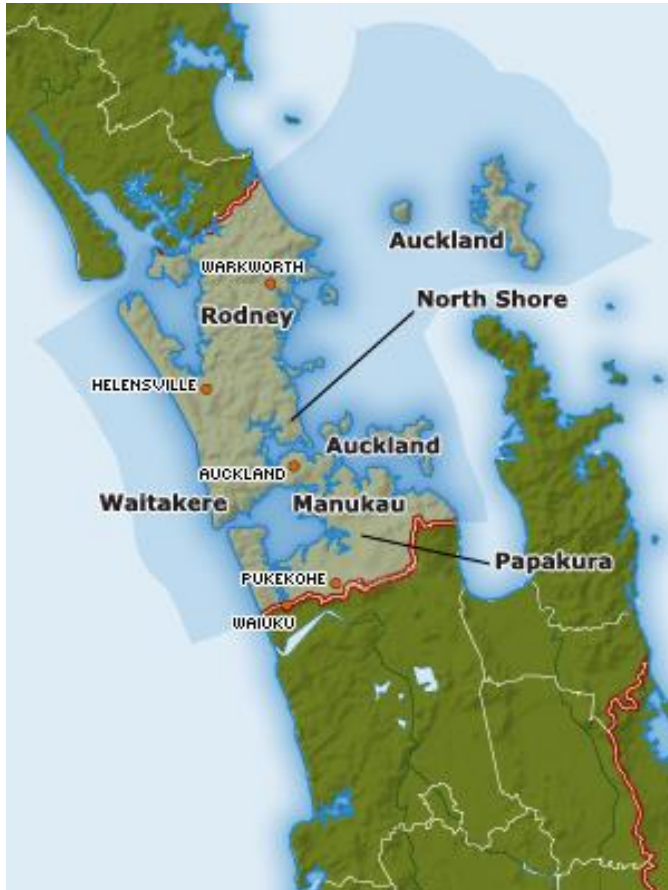 Auckland
WARKWORTH
North Shore
Rodney
HELENSVILLE
Auckland
AUCKLAND
Waitakere
Manukau
Papakura
PUKEKOHE
WAIUKU